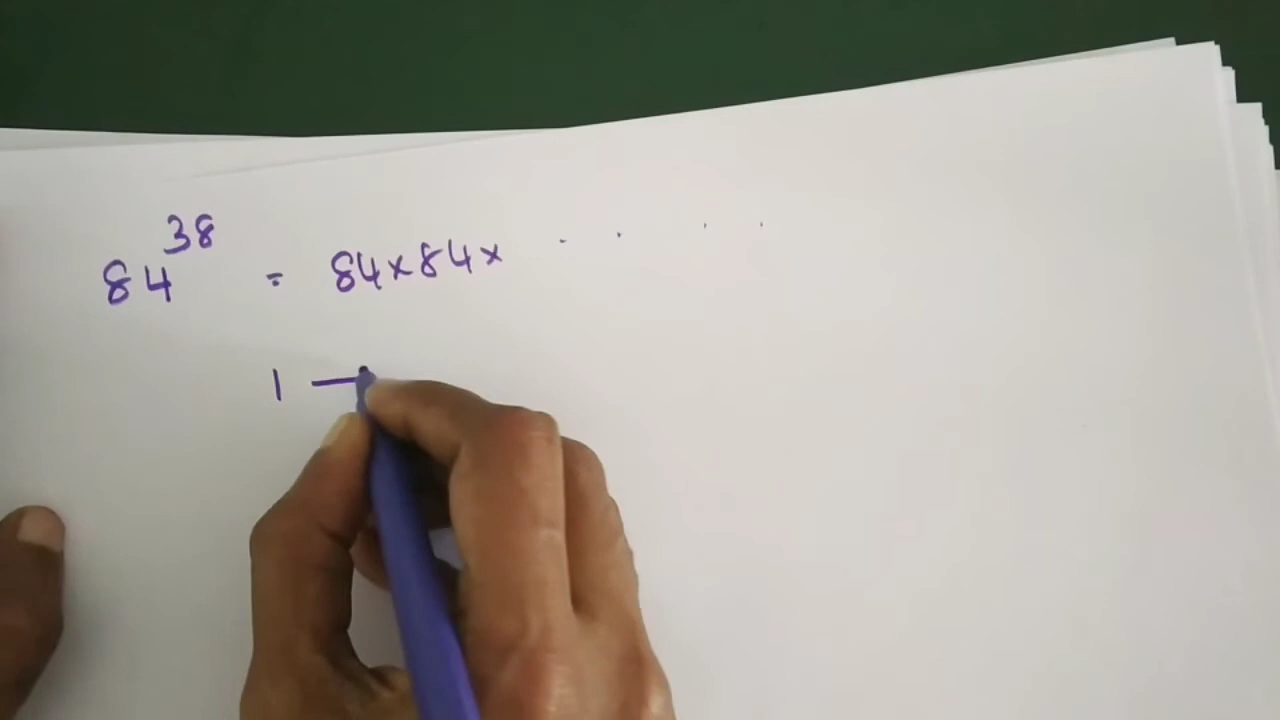 84^38 = 84×84× . . . .
1 —